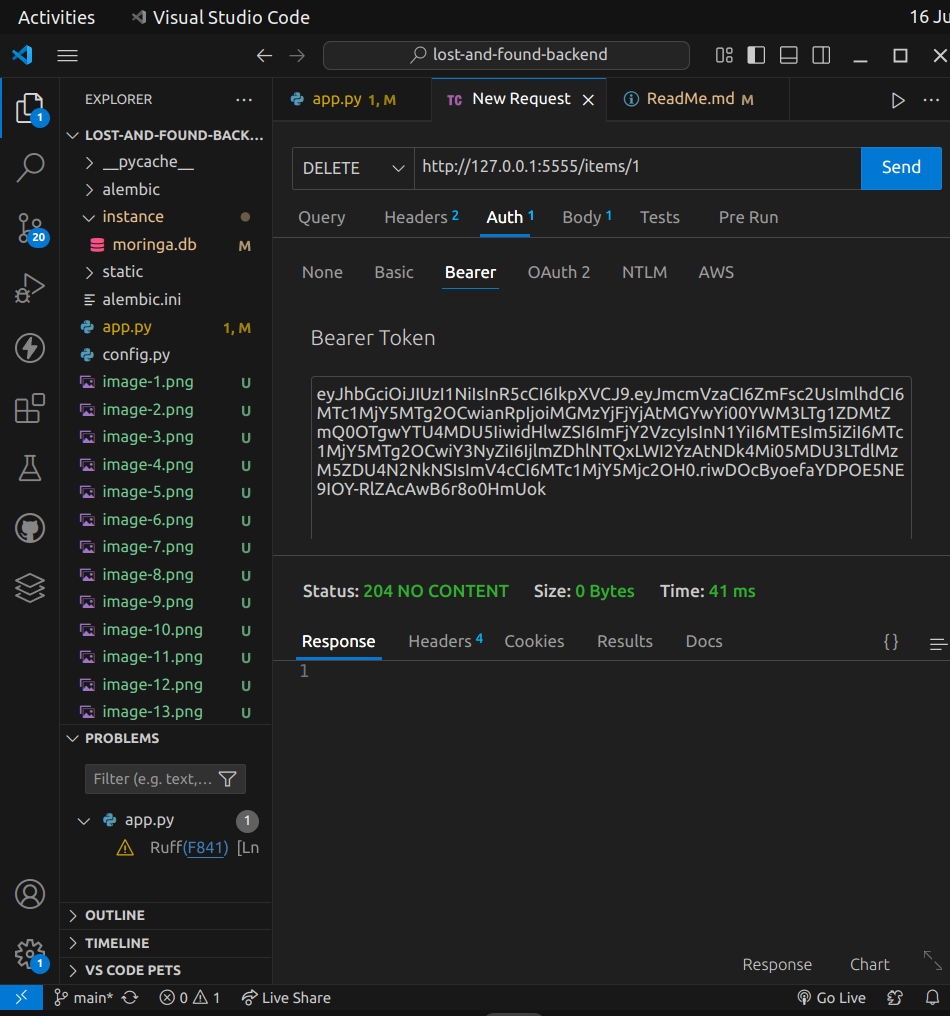 Activities
Visual Studio Code
16 Ju
lost-and-found-backend
1
20
1
EXPLORER
LOST-AND-FOUND-BACK...
__pycache__
alembic
instance
moringa.db M
static
alembic.ini
app.py 1, M
config.py
image-1.png U
image-2.png U
image-3.png U
image-4.png U
image-5.png U
image-6.png U
image-7.png U
image-8.png U
image-9.png U
image-10.png U
image-11.png U
image-12.png U
image-13.png U
PROBLEMS
Filter (e.g. text,...
app.py 1
Ruff(F841) [Ln
OUTLINE
TIMELINE
VS CODE PETS
app.py 1, M
TC New Request
ReadMe.md M
DELETE
http://127.0.0.1:5555/items/1
Send
Query Headers 2 Auth 1 Body 1 Tests Pre Run
None Basic Bearer OAuth 2 NTLM AWS
Bearer Token
eyJhbGciOiJIUzI1NiIsInR5cCI6IkpXVCJ9.eyJmcmVzaCI6ZmFsc2UsImlhdCI6
MTc1MjY5MTg2OCwianRpIjoiMGMzYjFjYjAtMGYwYi00YWM3LTg1ZDMtZ
mQ0OTgwYTU4MDU5IiwidHlwZSI6ImFjY2VzcyIsInN1YiI6MTEsIm5iZiI6MTc
1MjY5MTg2OCwiY3NyZiI6IjlmZDhlNTQxLWI2YzAtNDk4Mi05MDU3LTdlMz
M5ZDU4N2NkNSIsImV4cCI6MTc1MjY5Mjc2OH0.riwDOcByoefaYDPOE5NE
9IOY-RlZAcAwB6r8o0HmUok
Status: 204 NO CONTENT Size: 0 Bytes Time: 41 ms
Response Headers 4 Cookies Results Docs { }
1
Response Chart
main* 0 1 Live Share Go Live